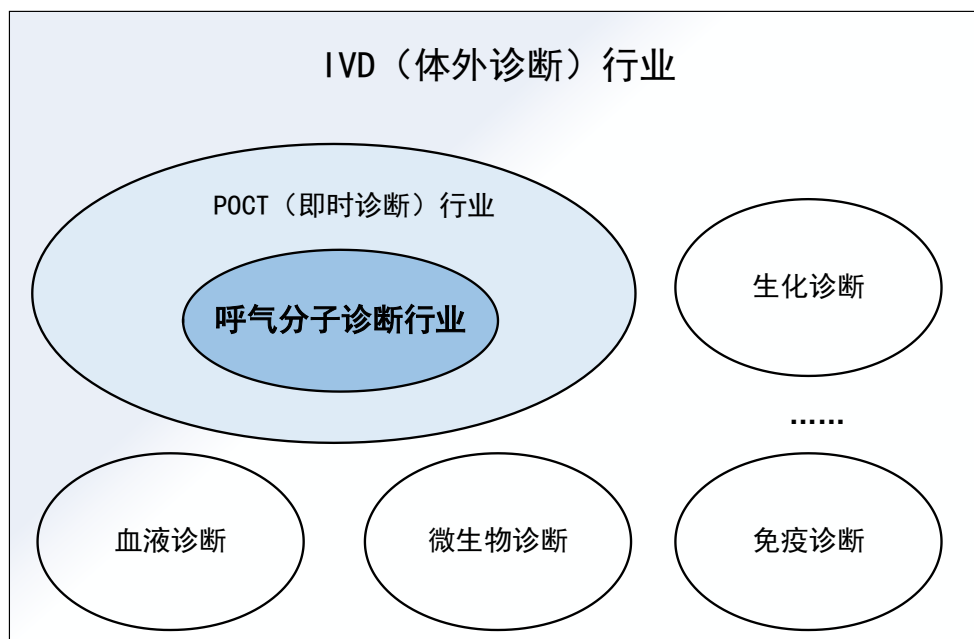 IVD（体外诊断）行业
POCT（即时诊断）行业
呼气分子诊断行业
生化诊断
……
血液诊断
微生物诊断
免疫诊断